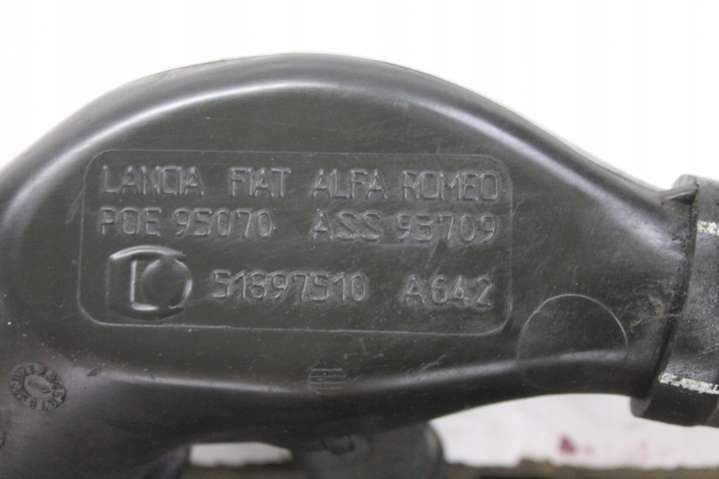 LANCIA FIAT ALFA ROMEO
POE 95070 ASS 95709
51897510 A642